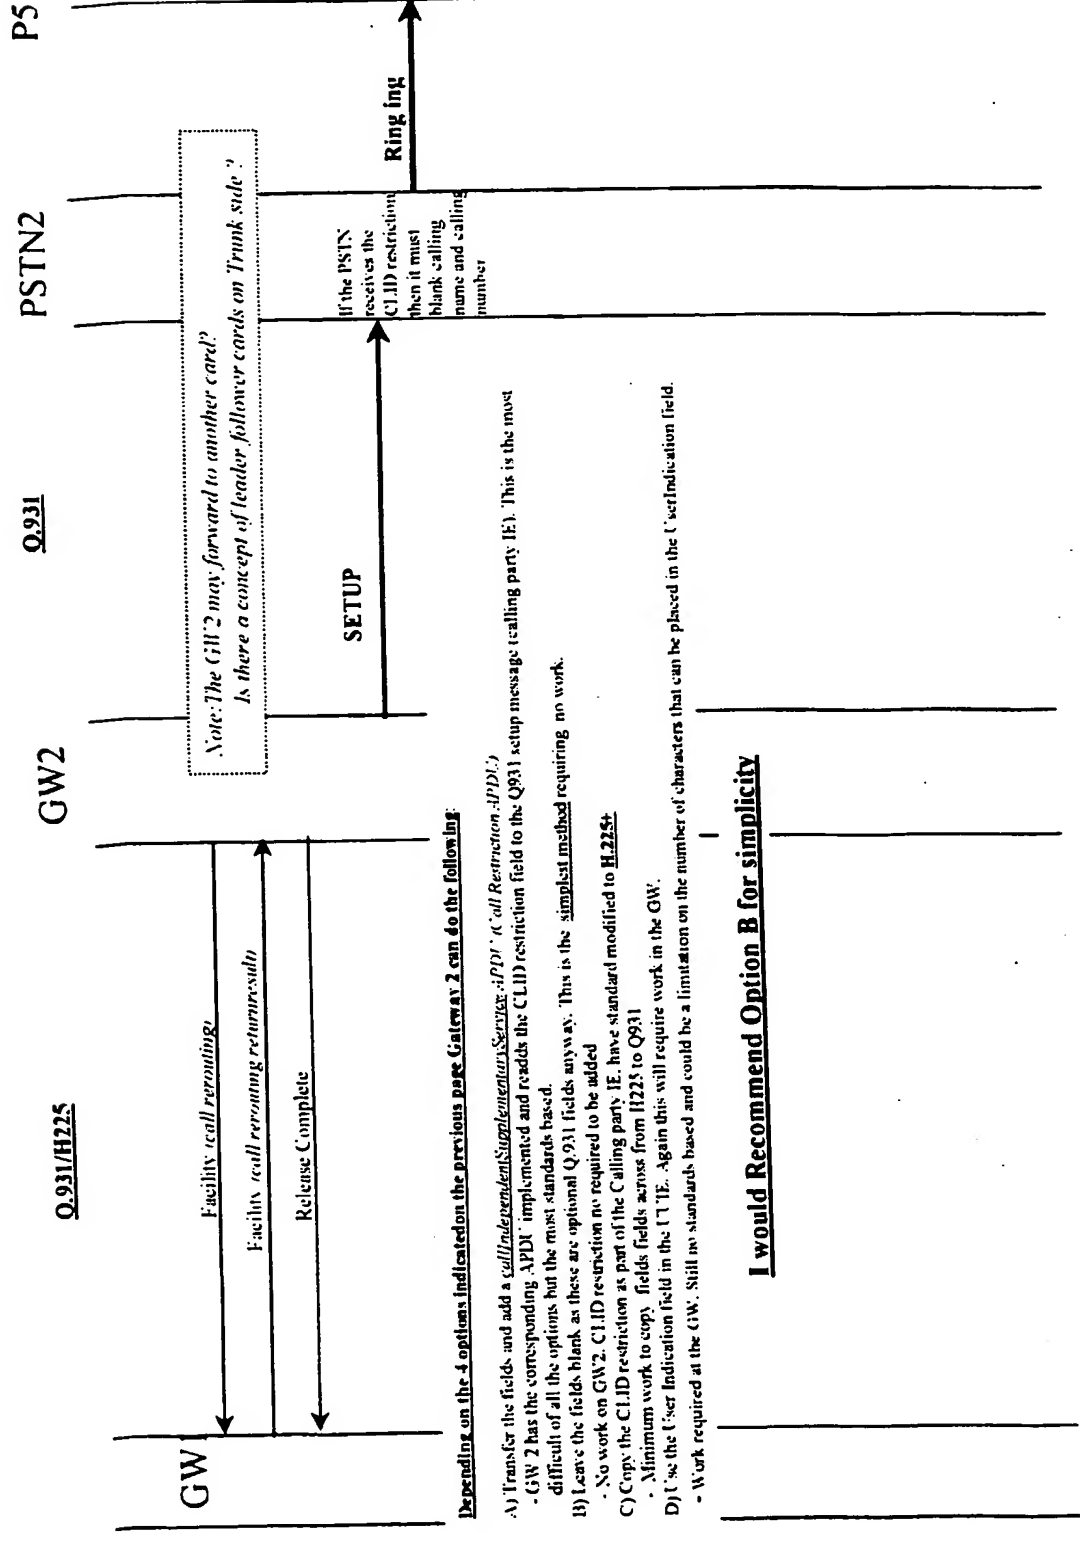 Q.931/H225
Q.931
GW
GW2
PSTN2
P5
Note: The GW2 may forward to another card?
Is there a concept of leader follower cards on Trunk side ?
Facility (call rerouting)
Facility (call rerouting returnresult)
Release Complete
SETUP
If the PSTN
receives the
CLID restriction
then it must
blank calling
name and calling
number
Ring ing
Depending on the 4 options indicatedon the previous page Gateway 2 can do the following:
A) Transfer the fields and add a callIndependentSupplementaryService APDU (Call Restriction APDU)
- GW 2 has the corresponding APDU implemented and readds the CLID restriction field to the Q931 setup message (calling party IE). This is the most
difficult of all the options but the most standards based.
B) Leave the fields blank as these are optional Q.931 fields anyway. This is the simplest method requiring no work.
- No work on GW2. CLID restriction no required to be added
C) Copy the CLID restriction as part of the Calling party IE, have standard modified to H.225+
- Minimum work to copy fields fields across from H225 to Q931
D) Use the User Indication field in the UUIE. Again this will require work in the GW.
- Work required at the GW. Still no standards based and could be a limitation on the number of characters that can be placed in the UserIndication field.
I would Recommend Option B for simplicity